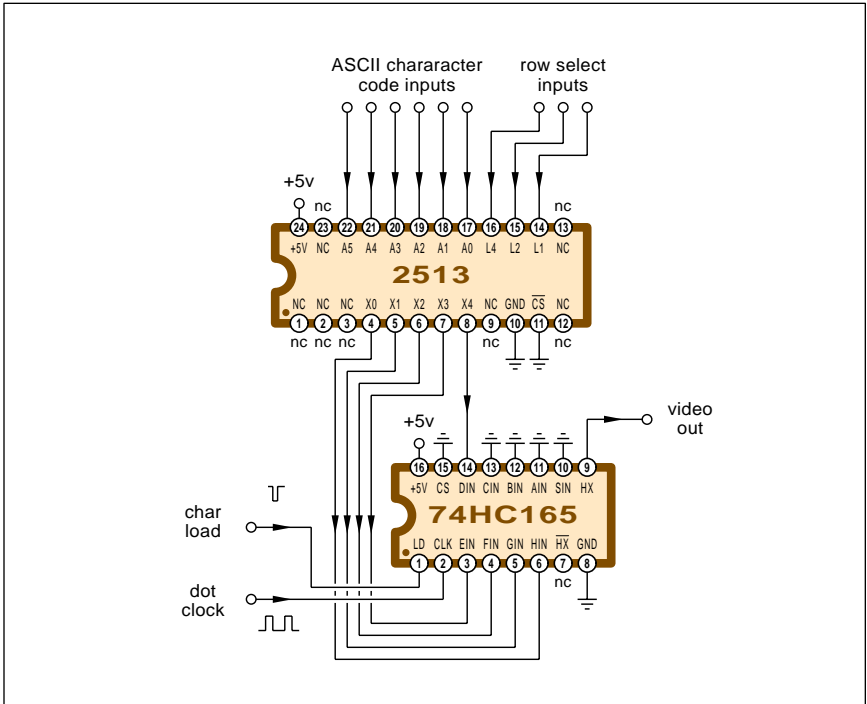 ASCII chararacter row select
code inputs inputs
+5v nc nc
24 23 22 21 20 19 18 17 16 15 14 13
+5V NC A5 A4 A3 A2 A1 A0 L4 L2 L1 NC
2513
NC NC NC X0 X1 X2 X3 X4 NC GND CS NC
1 2 3 4 5 6 7 8 9 10 11 12
nc nc nc nc nc
+5v video
out
16 15 14 13 12 11 10 9
+5V CS DIN CIN BIN AIN SIN HX
74HC165
char
load
LD CLK EIN FIN GIN HIN HX GND
1 2 3 4 5 6 7 8
nc
dot
clock